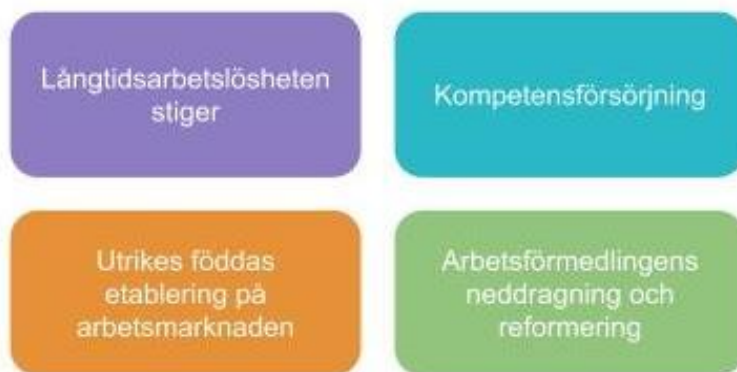 Långtidsarbetslösheten
stiger
Kompetensförsörjning
Utrikes föddas
etablering på
arbetsmarknaden
Arbetsförmedlingens
neddragning och
reformering